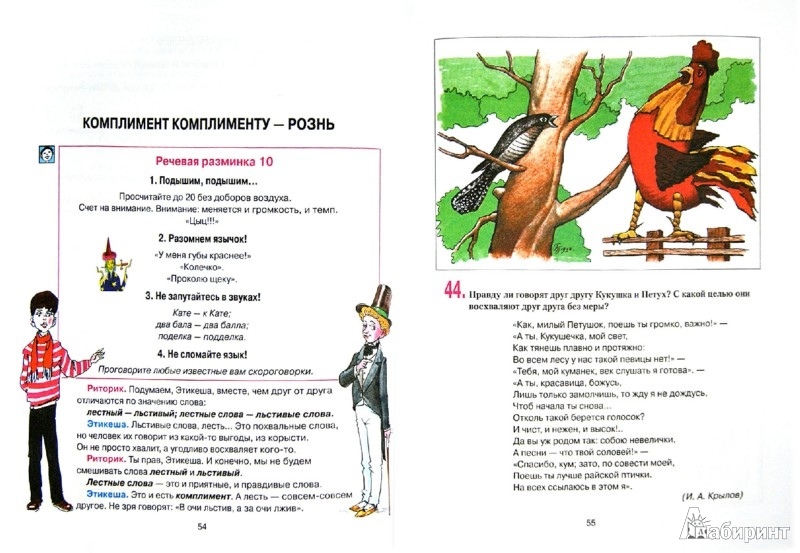 КОМПЛИМЕНТ КОМПЛИМЕНТУ — РОЗНЬ
Речевая разминка 10
1. Подышим, подышим...
Просчитайте до 20 без доборов воздуха.
Счет на внимание. Внимание: меняется и громкость, и темп.
«Цыц!!!»
2. Разомнем язычок!
«У меня губы краснее!»
«Колечко».
«Проколю щеку».
3. Не запутайтесь в звуках!
Кате — к Кате;
два бала — два балла;
поделка — подделка.
4. Не сломайте язык!
Проговорите любые известные вам скороговорки.
Риторик. Подумаем, Этикеша, вместе, чем друг от друга
отличаются по значению слова:
лестный — льстивый; лестные слова — льстивые слова.
Этикеша. Льстивые слова, лесть... Это похвальные слова,
но человек их говорит из какой-то выгоды, из корысти.
Он не просто хвалит, а угодливо восхваляет кого-то.
Риторик. Ты прав, Этикеша. И конечно, мы не будем
смешивать слова лестный и льстивый.
Лестные слова — это и приятные, и правдивые слова.
Этикеша. Это и есть комплимент. А лесть — совсем-совсем
другое. Не зря говорят: «В очи льстив, а за очи лжив».
54
44. Правду ли говорят друг другу Кукушка и Петух? С какой целью они
восхваляют друг друга без меры?
«Как, милый Петушок, поешь ты громко, важно!» —
«А ты, Кукушечка, мой свет,
Как тянешь плавно и протяжно:
Во всем лесу у нас такой певицы нет!» —
«Тебя, мой куманек, век слушать я готова». —
«А ты, красавица, божусь,
Лишь только замолчишь, то жду я не дождусь,
Чтоб начала ты снова...
Отколь такой берется голосок?
И чист, и нежен, и высок!..
Да вы уж родом так: собою невелички,
А песни — что твой соловей!» —
«Спасибо, кум; зато, по совести моей,
Поешь ты лучше райской птички.
На всех ссылаюсь в этом я».
(И. А. Крылов)
55
Лабиринт